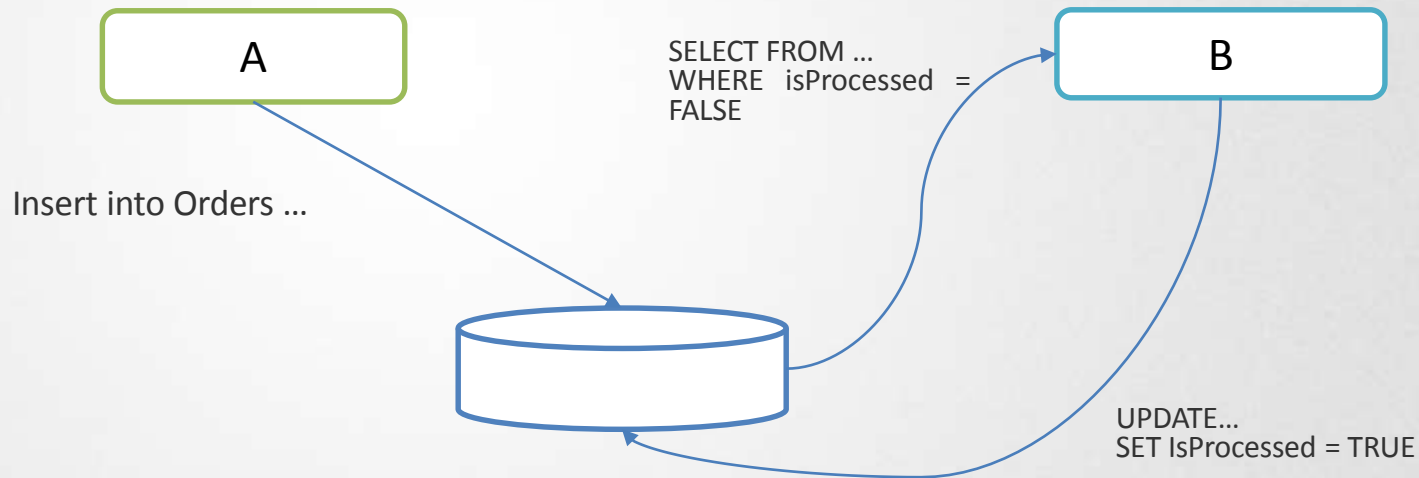 A
SELECT FROM …
WHERE isProcessed =
FALSE
B
Insert into Orders …
UPDATE…
SET IsProcessed = TRUE